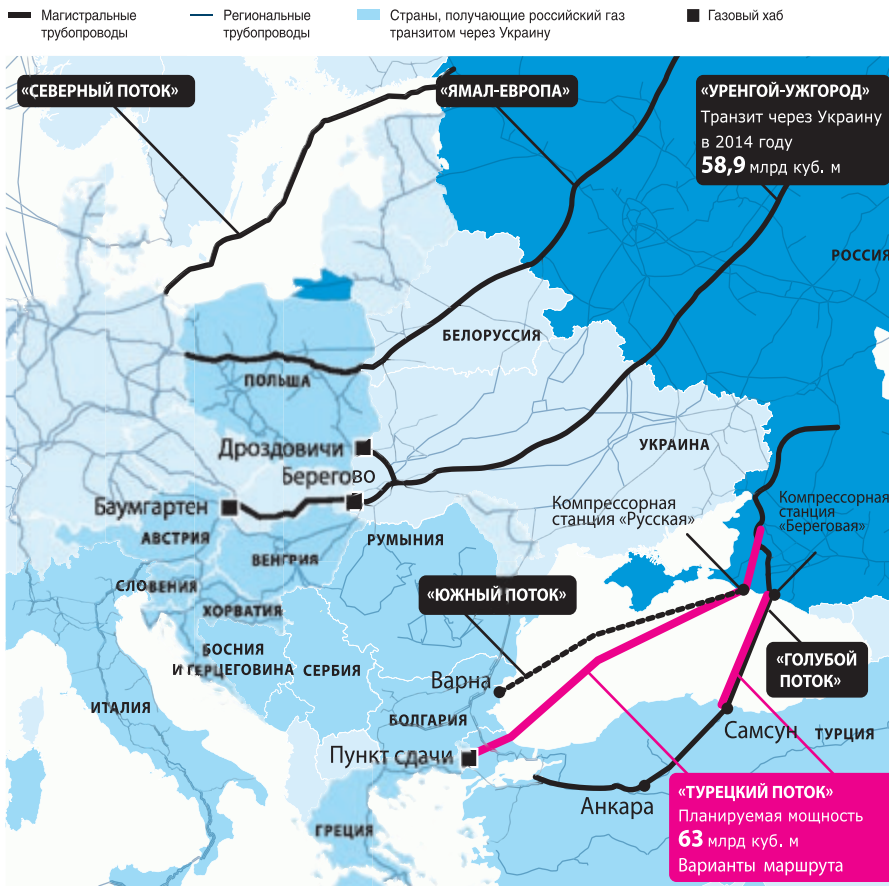 Магистральные
трубопроводы
Региональные
трубопроводы
Страны, получающие российский газ
транзитом через Украину
Газовый хаб
«СЕВЕРНЫЙ ПОТОК»
«ЯМАЛ-ЕВРОПА»
«УРЕНГОЙ-УЖГОРОД»
Транзит через Украину
в 2014 году
58,9 млрд куб. м
РОССИЯ
БЕЛОРУССИЯ
ПОЛЬША
УКРАИНА
Дроздовичи
Берегово
Баумгартен
Компрессорная
станция «Русская»
Компрессорная
станция
«Береговая»
АВСТРИЯ
РУМЫНИЯ
ВЕНГРИЯ
СЛОВЕНИЯ
«ЮЖНЫЙ ПОТОК»
ХОРВАТИЯ
БОСНИЯ
И ГЕРЦЕГОВИНА
СЕРБИЯ
«ГОЛУБОЙ
ПОТОК»
Варна
ИТАЛИЯ
БОЛГАРИЯ
Самсун
ТУРЦИЯ
Пункт сдачи
Анкара
ГРЕЦИЯ
«ТУРЕЦКИЙ ПОТОК»
Планируемая мощность
63 млрд куб. м
Варианты маршрута